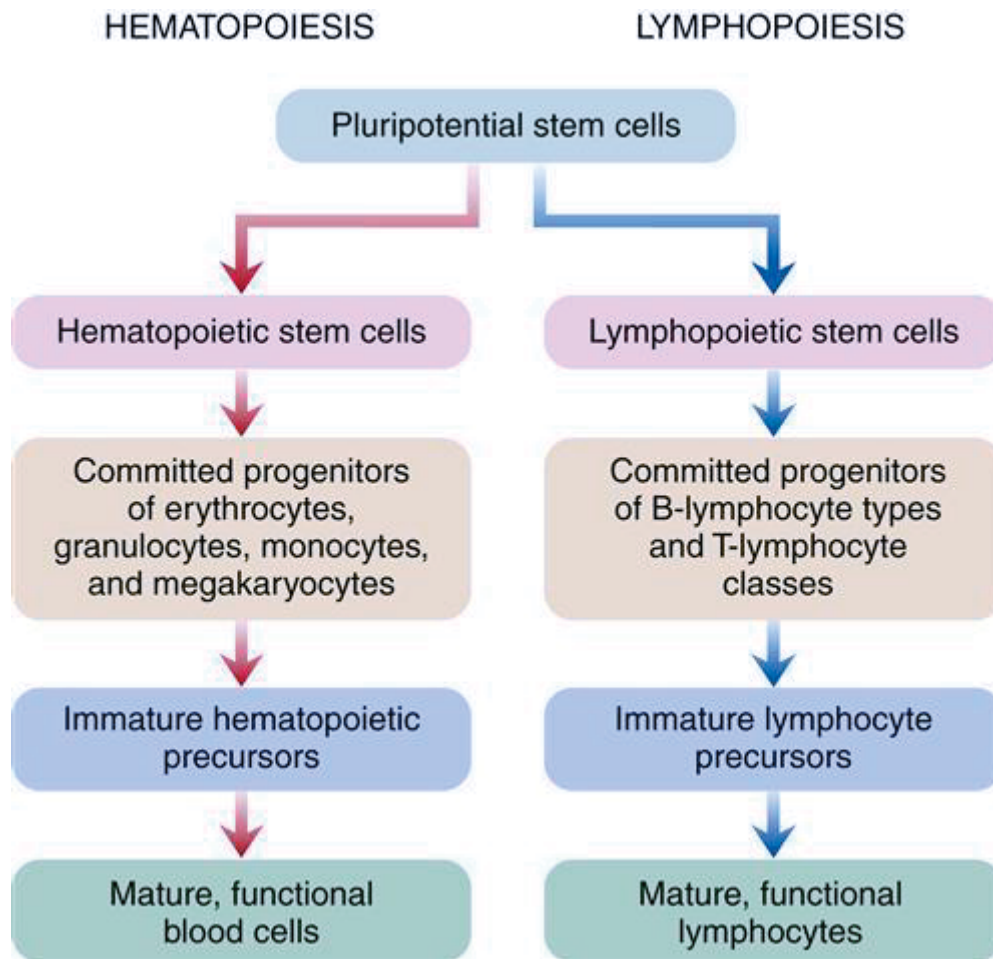 HEMATOPOIESIS
LYMPHOPOIESIS
Pluripotential stem cells
Hematopoietic stem cells
Lymphopoietic stem cells
Committed progenitors
of erythrocytes,
granulocytes, monocytes,
and megakaryocytes
Committed progenitors
of B-lymphocyte types
and T-lymphocyte
classes
Immature hematopoietic
precursors
Immature lymphocyte
precursors
Mature, functional
blood cells
Mature, functional
lymphocytes